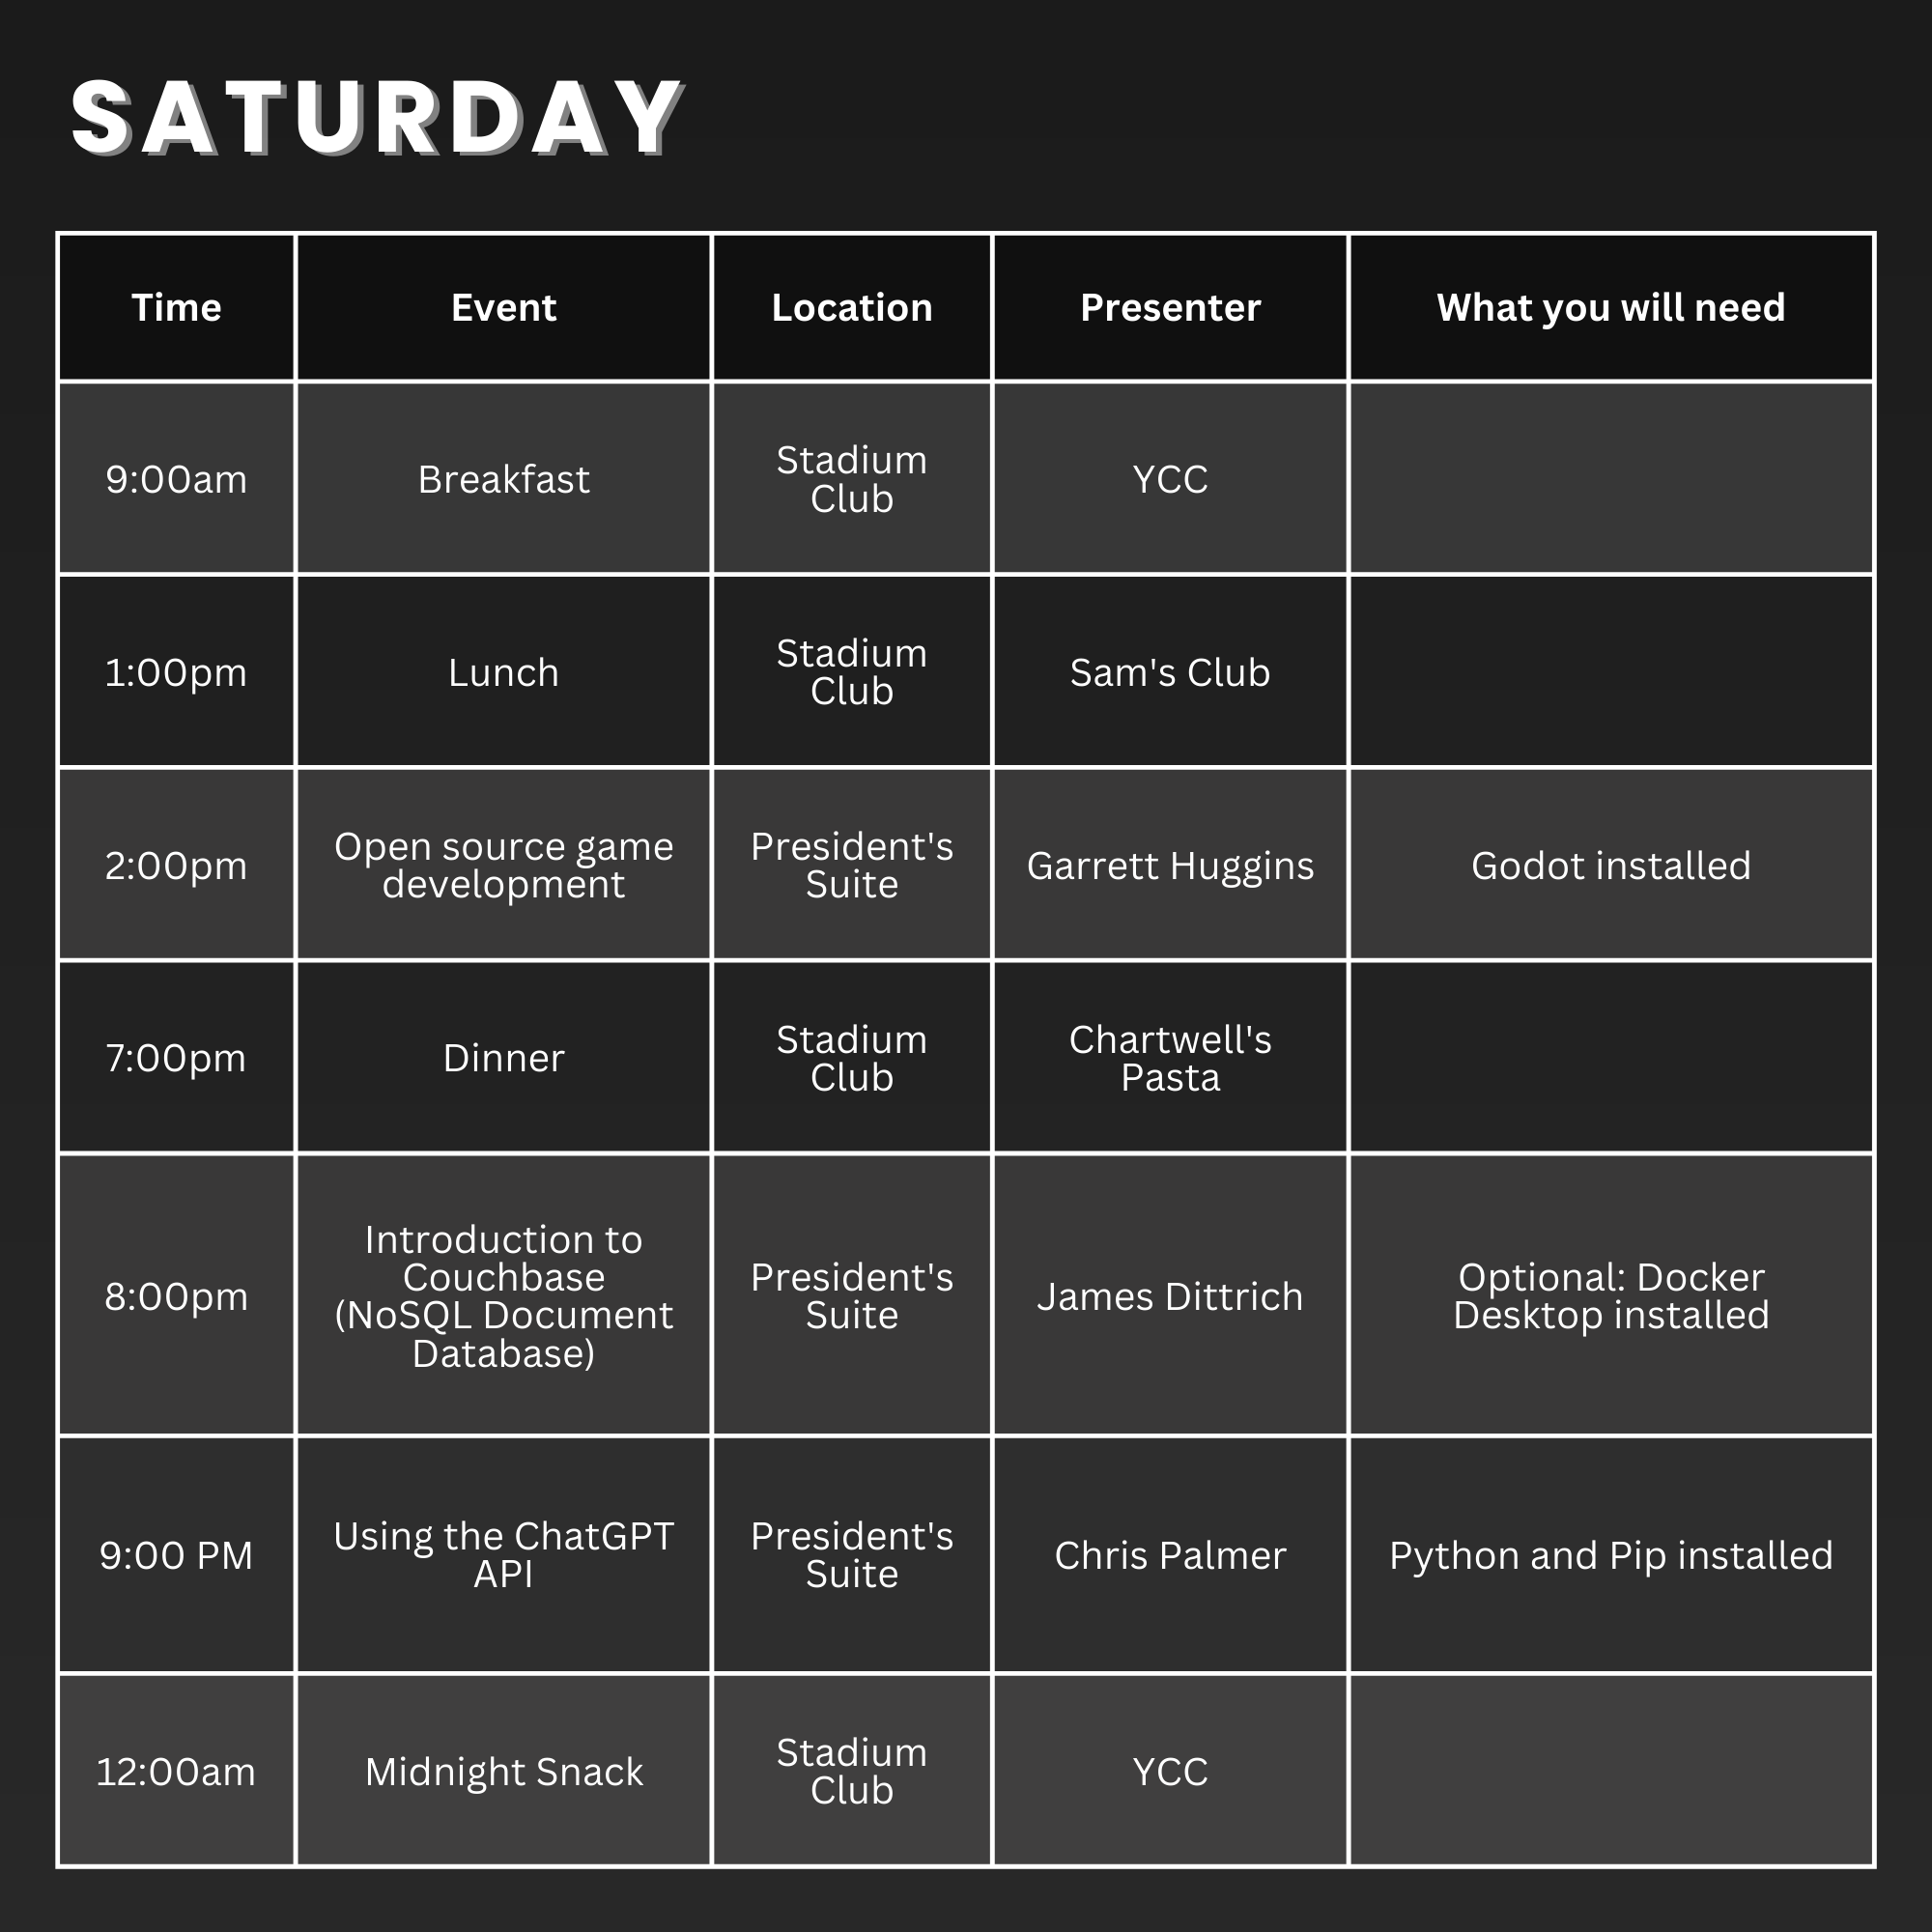 SATURDAY
Time
Event
Location
Presenter
What you will need
9:00am
Breakfast
Stadium
Club
YCC
1:00pm
Lunch
Stadium
Club
Sam's Club
2:00pm
Open source game
development
President's
Suite
Garrett Huggins
Godot installed
7:00pm
Dinner
Stadium
Club
Chartwell's
Pasta
8:00pm
Introduction to
Couchbase
(NoSQL Document
Database)
President's
Suite
James Dittrich
Optional: Docker
Desktop installed
9:00 PM
Using the ChatGPT
API
President's
Suite
Chris Palmer
Python and Pip installed
12:00am
Midnight Snack
Stadium
Club
YCC